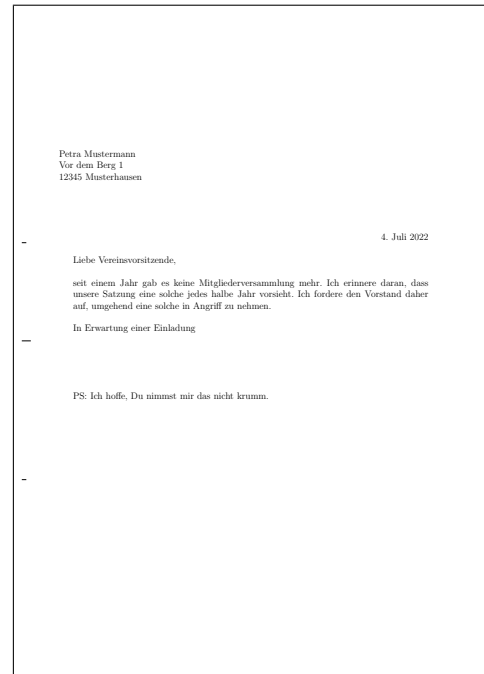 Petra Mustermann
Vor dem Berg 1
12345 Musterhausen
4. Juli 2022
Liebe Vereinsvorsitzende,
seit einem Jahr gab es keine Mitgliederversammlung mehr. Ich erinnere daran, dass
unsere Satzung eine solche jedes halbe Jahr vorsieht. Ich fordere den Vorstand daher
auf, umgehend eine solche in Angriff zu nehmen.
In Erwartung einer Einladung
PS: Ich hoffe, Du nimmst mir das nicht krumm.